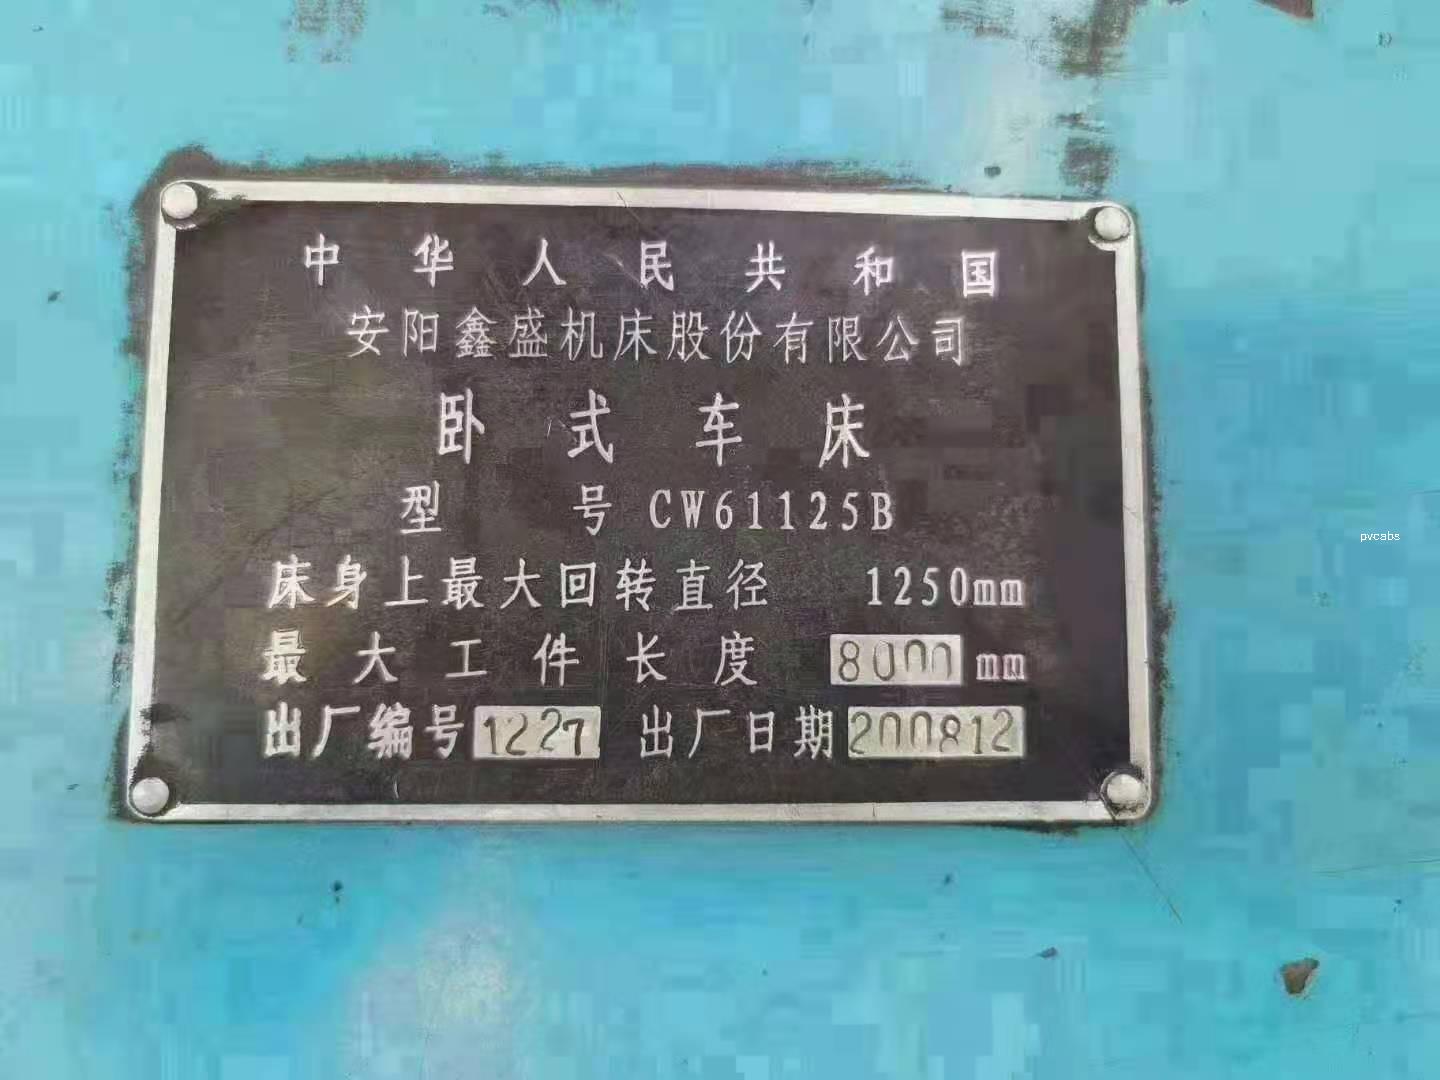 中华人民共和国
安阳鑫盛机床股份有限公司
卧式车床
型号 CW61125B
床身上最大回转直径 1250mm
最大工件长度 8000 mm
出厂编号 1227 出厂日期 200812
pvcabs